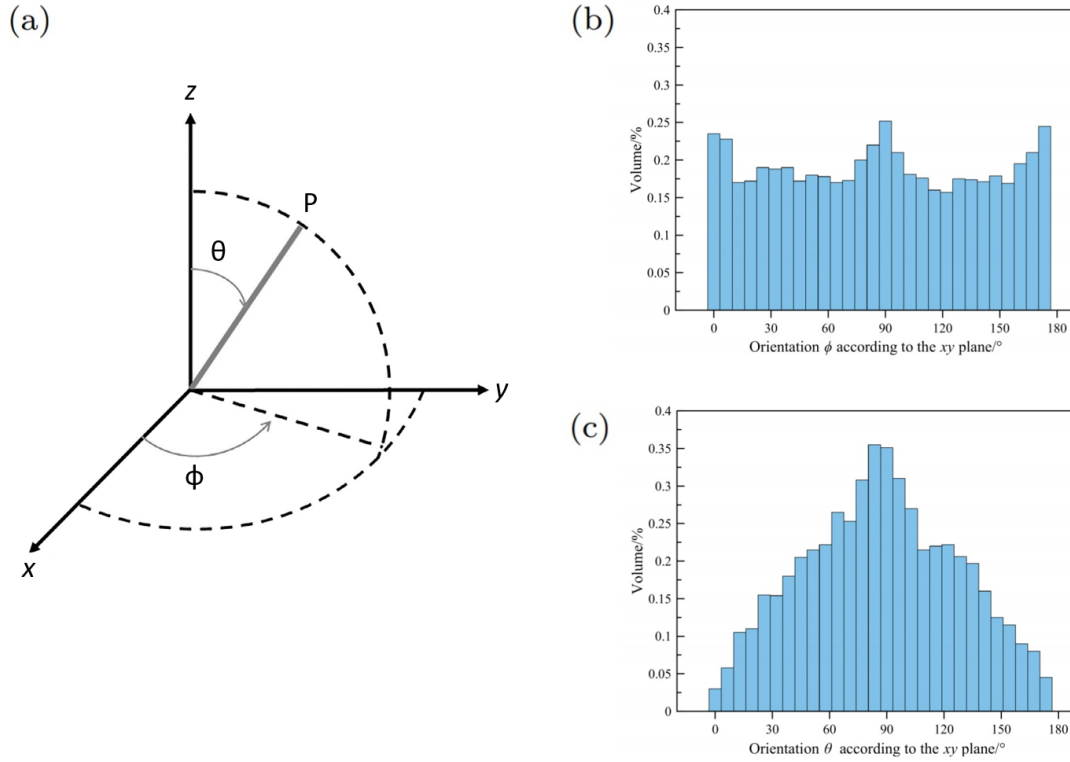 (a)
z
P
θ
y
ϕ
x
(b)
0.4
0.35
0.3
0.25
0.2
0.15
0.1
0.05
0
Volume/%
0 30 60 90 120 150 180
Orientation ϕ according to the xy plane/°
(c)
0.4
0.35
0.3
0.25
0.2
0.15
0.1
0.05
0
Volume/%
0 30 60 90 120 150 180
Orientation θ according to the xy plane/°